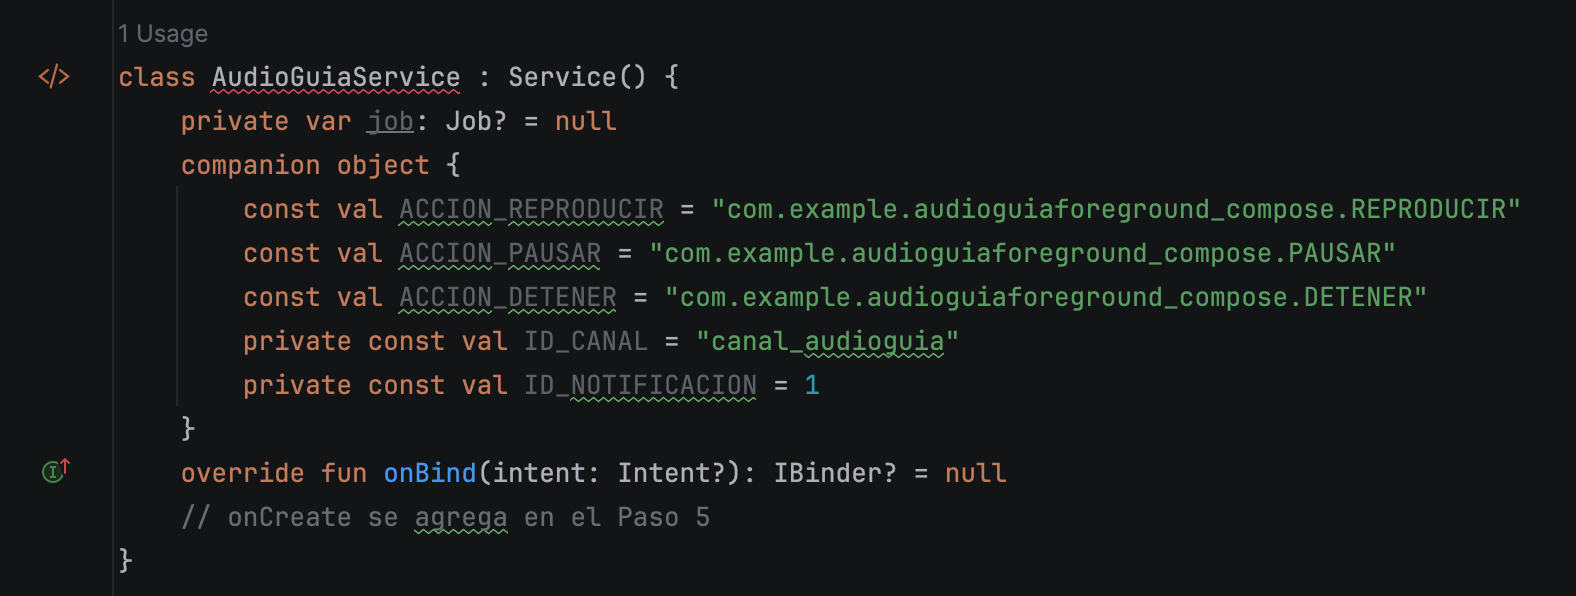 1 Usage
</> class AudioGuiaService : Service() {
private var job: Job? = null
companion object {
const val ACCION_REPRODUCIR = "com.example.audioguiaforeground_compose.REPRODUCIR"
const val ACCION_PAUSAR = "com.example.audioguiaforeground_compose.PAUSAR"
const val ACCION_DETENER = "com.example.audioguiaforeground_compose.DETENER"
private const val ID_CANAL = "canal_audioguia"
private const val ID_NOTIFICACION = 1
}
override fun onBind(intent: Intent?): IBinder? = null
// onCreate se agrega en el Paso 5
}